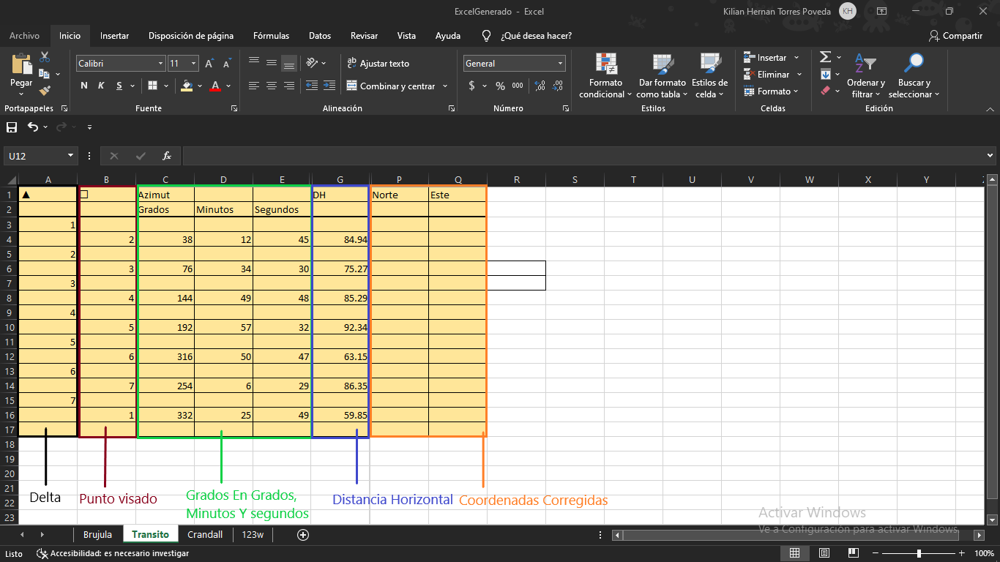 ExcelGenerado - Excel
Kilian Hernan Torres Poveda
KH
Archivo Inicio Insertar Disposición de página Fórmulas Datos Revisar Vista Ayuda ¿Qué desea hacer? Compartir
Pegar
Calibri 11
N K S
Ajustar texto
Combinar y centrar
General
$ % 000
Formato condicional
Dar formato como tabla
Estilos de celda
Insertar
Eliminar
Formato
Ordenar y filtrar
Buscar y seleccionar
Portapapeles Fuente Alineación Número Estilos Celdas Edición
U12 fx
A B C D E G P Q R S T U V W X Y
1 ▲ □ Azimut DH Norte Este
2 Grados Minutos Segundos
3 1
4 2 38 12 45 84.94
5 2
6 3 76 34 30 75.27
7 3
8 4 144 49 48 85.29
9 4
10 5 192 57 32 92.34
11 5
12 6 316 50 47 63.15
13 6
14 7 254 6 29 86.35
15 7
16 1 332 25 49 59.85
17
18
19
20
21
22
23
Delta
Punto visado
Grados En Grados,
Minutos Y segundos
Distancia Horizontal
Coordenadas Corregidas
Activar Windows
Ve a Configuración para activar Windows.
Brujula Transito Crandall 123w
Listo Accesibilidad: es necesario investigar 100%